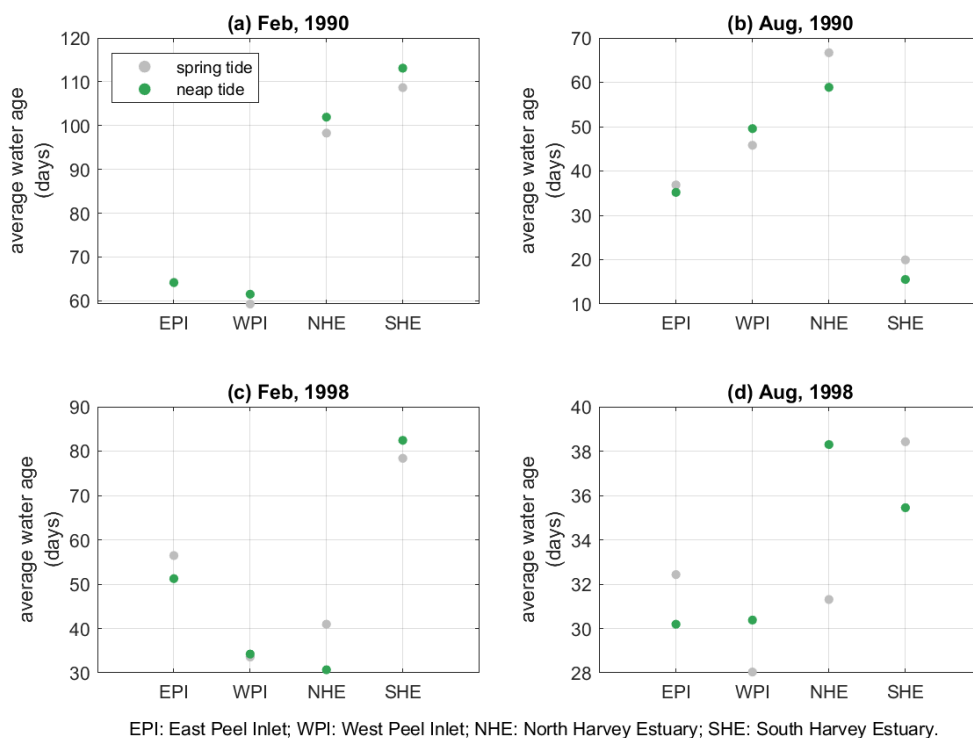 (a) Feb, 1990
120
110
100
90
80
70
60
average water age
(days)
spring tide
neap tide
EPI WPI NHE SHE
(b) Aug, 1990
70
60
50
40
30
20
10
average water age
(days)
EPI WPI NHE SHE
(c) Feb, 1998
90
80
70
60
50
40
30
average water age
(days)
EPI WPI NHE SHE
(d) Aug, 1998
40
38
36
34
32
30
28
average water age
(days)
EPI WPI NHE SHE
EPI: East Peel Inlet; WPI: West Peel Inlet; NHE: North Harvey Estuary; SHE: South Harvey Estuary.